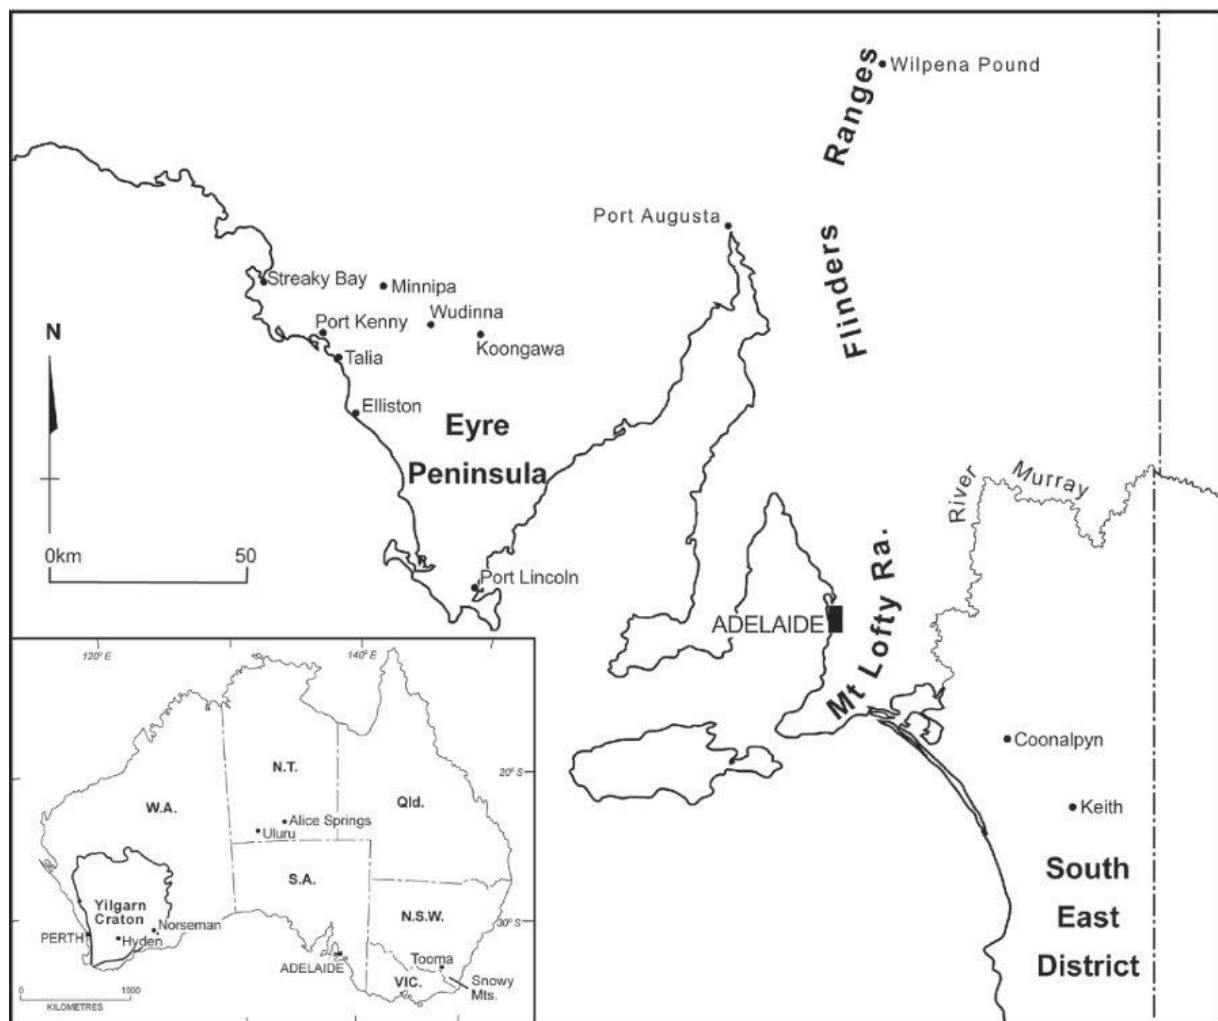 Wilpena Pound
Flinders Ranges
Port Augusta
Streaky Bay
Minnipa
Wudinna
Port Kenny
Koongawa
Talia
N
Elliston
Eyre
Peninsula
River Murray
0km 50
Port Lincoln
ADELAIDE
Mt Lofty Ra.
Coonalpyn
Keith
South
East
District
120° E 140° E
20° S
N.T.
W.A.
Qld.
Alice Springs
Uluru
S.A.
Yilgarn
Craton
N.S.W.
30° S
Norseman
PERTH
Hyden
ADELAIDE
Tooma
VIC.
Snowy
Mts.
0 1000
KILOMETRES